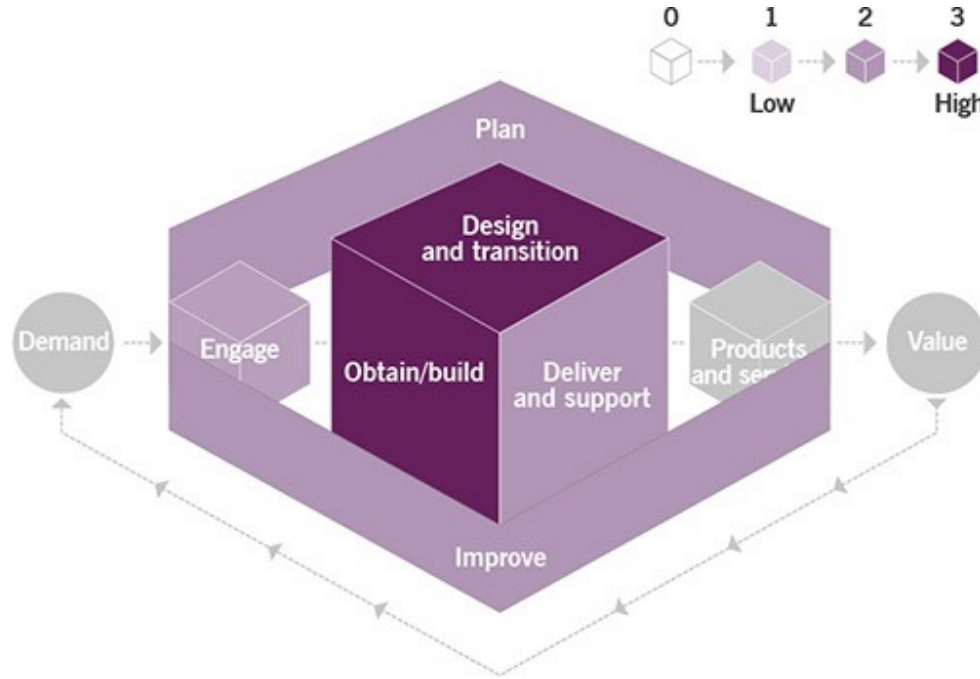 0 1 2 3
Low High
Plan
Design
and transition
Demand
Engage
Obtain/build
Deliver
and support
Products
and
Value
Improve